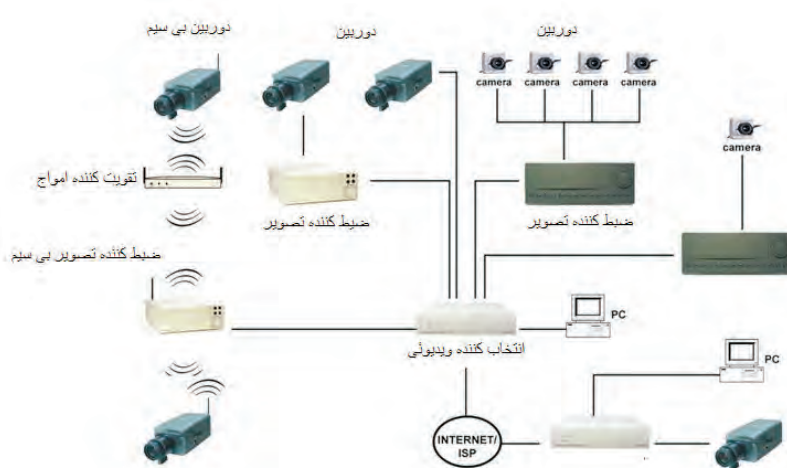 دوربین بی سیم
دوربین
دوربین
camera
camera
camera
camera
camera
تقویت کننده امواج
ضبط کننده تصویر
ضبط کننده تصویر
ضبط کننده تصویر بی سیم
PC
انتخاب کننده ویدیوئی
PC
INTERNET/
ISP